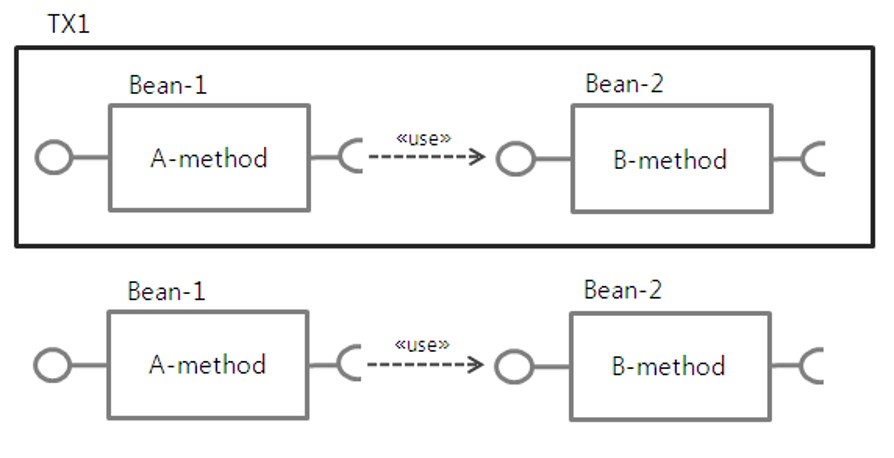 TX1
Bean-1
Bean-2
A-method
«use»
B-method
Bean-1
Bean-2
A-method
«use»
B-method